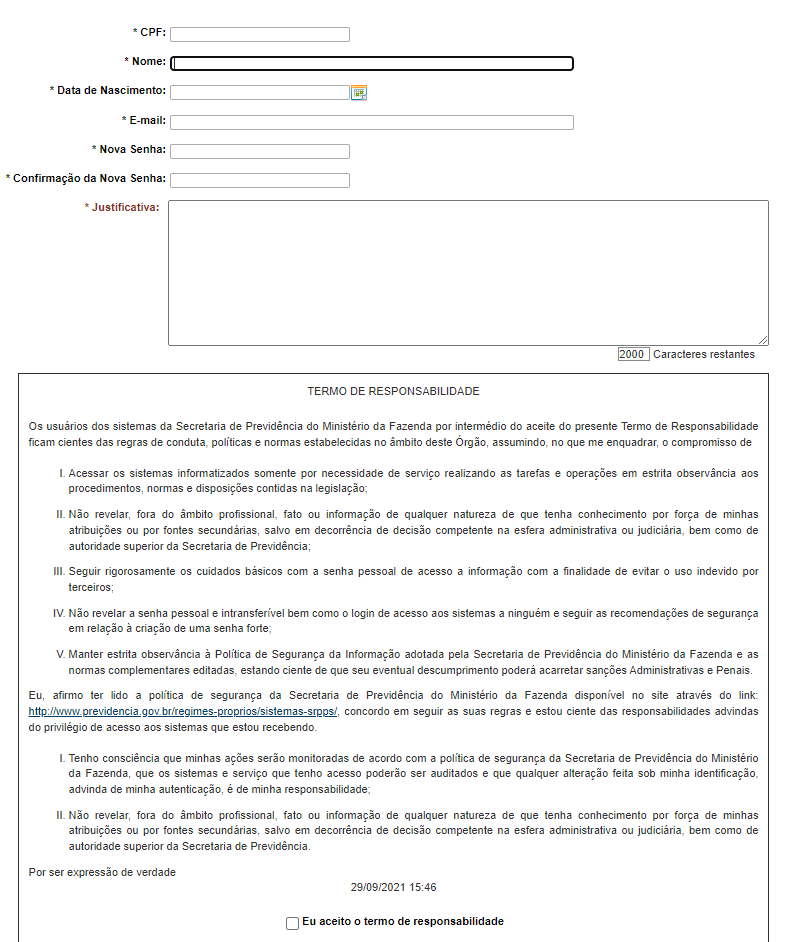 * CPF:
* Nome:
* Data de Nascimento:
* E-mail:
* Nova Senha:
* Confirmação da Nova Senha:
* Justificativa:
2000 Caracteres restantes
TERMO DE RESPONSABILIDADE
Os usuários dos sistemas da Secretaria de Previdência do Ministério da Fazenda por intermédio do aceite do presente Termo de Responsabilidade
ficam cientes das regras de conduta, políticas e normas estabelecidas no âmbito deste Órgão, assumindo, no que me enquadrar, o compromisso de
I. Acessar os sistemas informatizados somente por necessidade de serviço realizando as tarefas e operações em estrita observância aos
procedimentos, normas e disposições contidas na legislação;
II. Não revelar, fora do âmbito profissional, fato ou informação de qualquer natureza de que tenha conhecimento por força de minhas
atribuições ou por fontes secundárias, salvo em decorrência de decisão competente na esfera administrativa ou judiciária, bem como de
autoridade superior da Secretaria de Previdência;
III. Seguir rigorosamente os cuidados básicos com a senha pessoal de acesso a informação com a finalidade de evitar o uso indevido por
terceiros;
IV. Não revelar a senha pessoal e intransferível bem como o login de acesso aos sistemas a ninguém e seguir as recomendações de segurança
em relação à criação de uma senha forte;
V. Manter estrita observância à Política de Segurança da Informação adotada pela Secretaria de Previdência do Ministério da Fazenda e as
normas complementares editadas, estando ciente de que seu eventual descumprimento poderá acarretar sanções Administrativas e Penais.
Eu, afirmo ter lido a política de segurança da Secretaria de Previdência do Ministério da Fazenda disponível no site através do link:
http://www.previdencia.gov.br/regimes-proprios/sistemas-srpps/, concordo em seguir as suas regras e estou ciente das responsabilidades advindas
do privilégio de acesso aos sistemas que estou recebendo.
I. Tenho consciência que minhas ações serão monitoradas de acordo com a política de segurança da Secretaria de Previdência do Ministério
da Fazenda, que os sistemas e serviço que tenho acesso poderão ser auditados e que qualquer alteração feita sob minha identificação,
advinda de minha autenticação, é de minha responsabilidade;
II. Não revelar, fora do âmbito profissional, fato ou informação de qualquer natureza de que tenha conhecimento por força de minhas
atribuições ou por fontes secundárias, salvo em decorrência de decisão competente na esfera administrativa ou judiciária, bem como de
autoridade superior da Secretaria de Previdência.
Por ser expressão de verdade
29/09/2021 15:46
Eu aceito o termo de responsabilidade